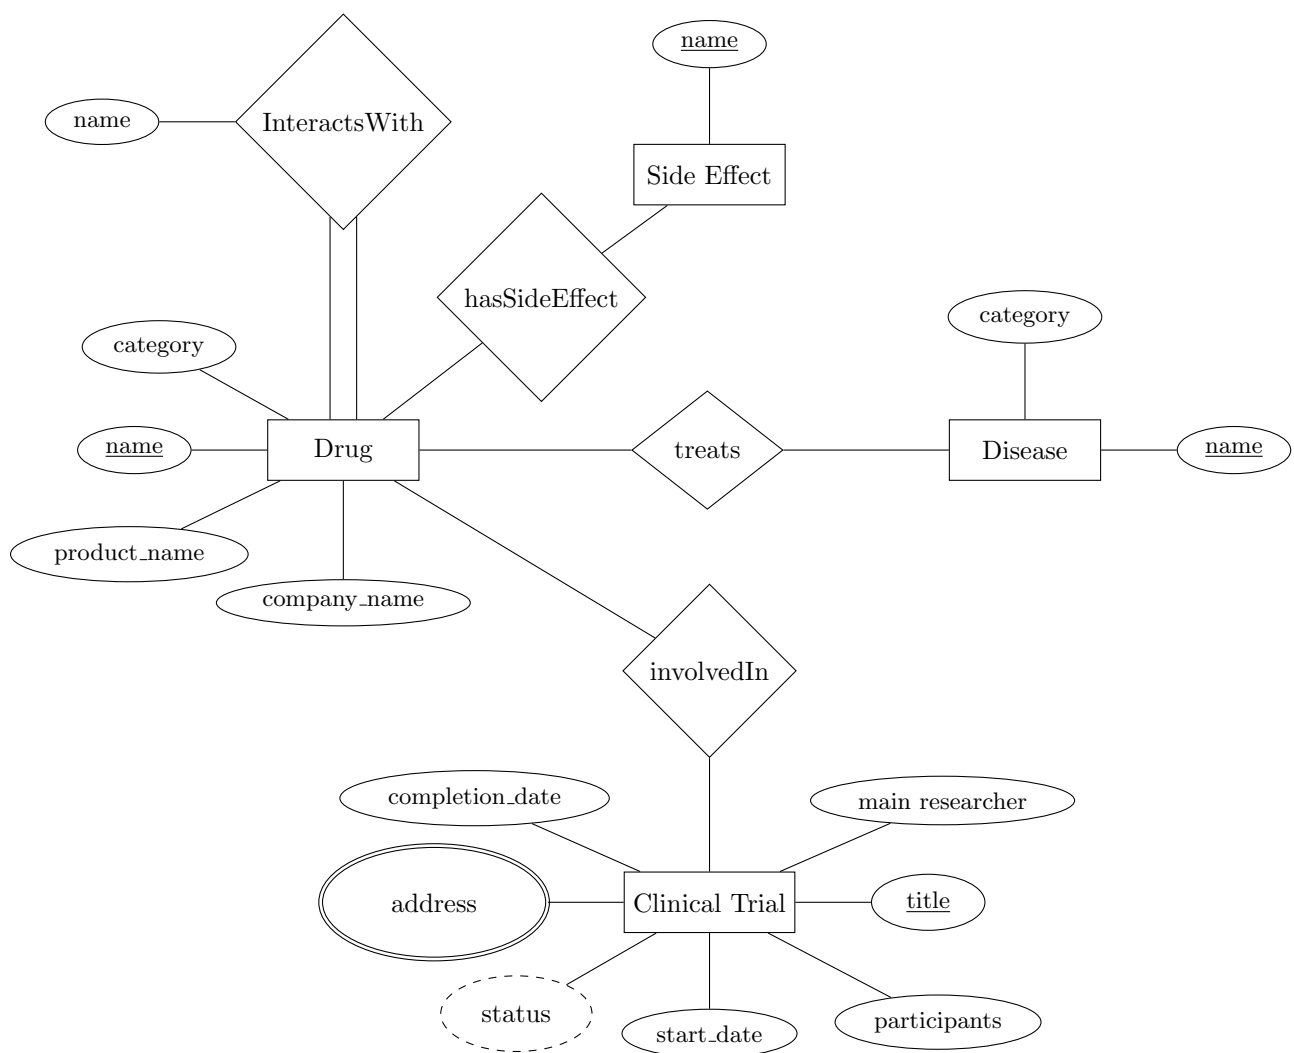 name
InteractsWith
name
Side Effect
hasSideEffect
category
category
name
Drug
treats
Disease
name
product_name
company_name
involvedIn
completion_date
main researcher
address
Clinical Trial
title
status
start_date
participants